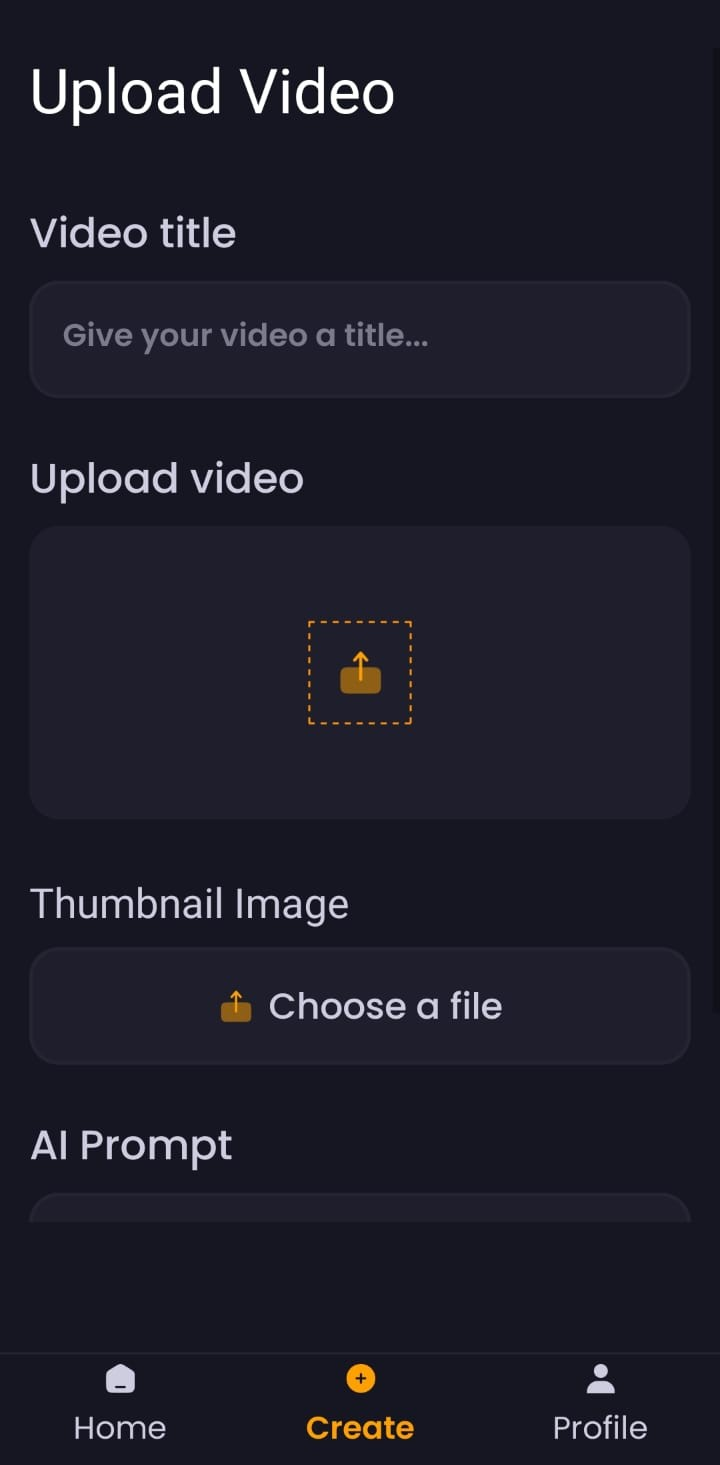 Upload Video
Video title
Give your video a title...
Upload video
Thumbnail Image
Choose a file
AI Prompt
Home
Create
Profile